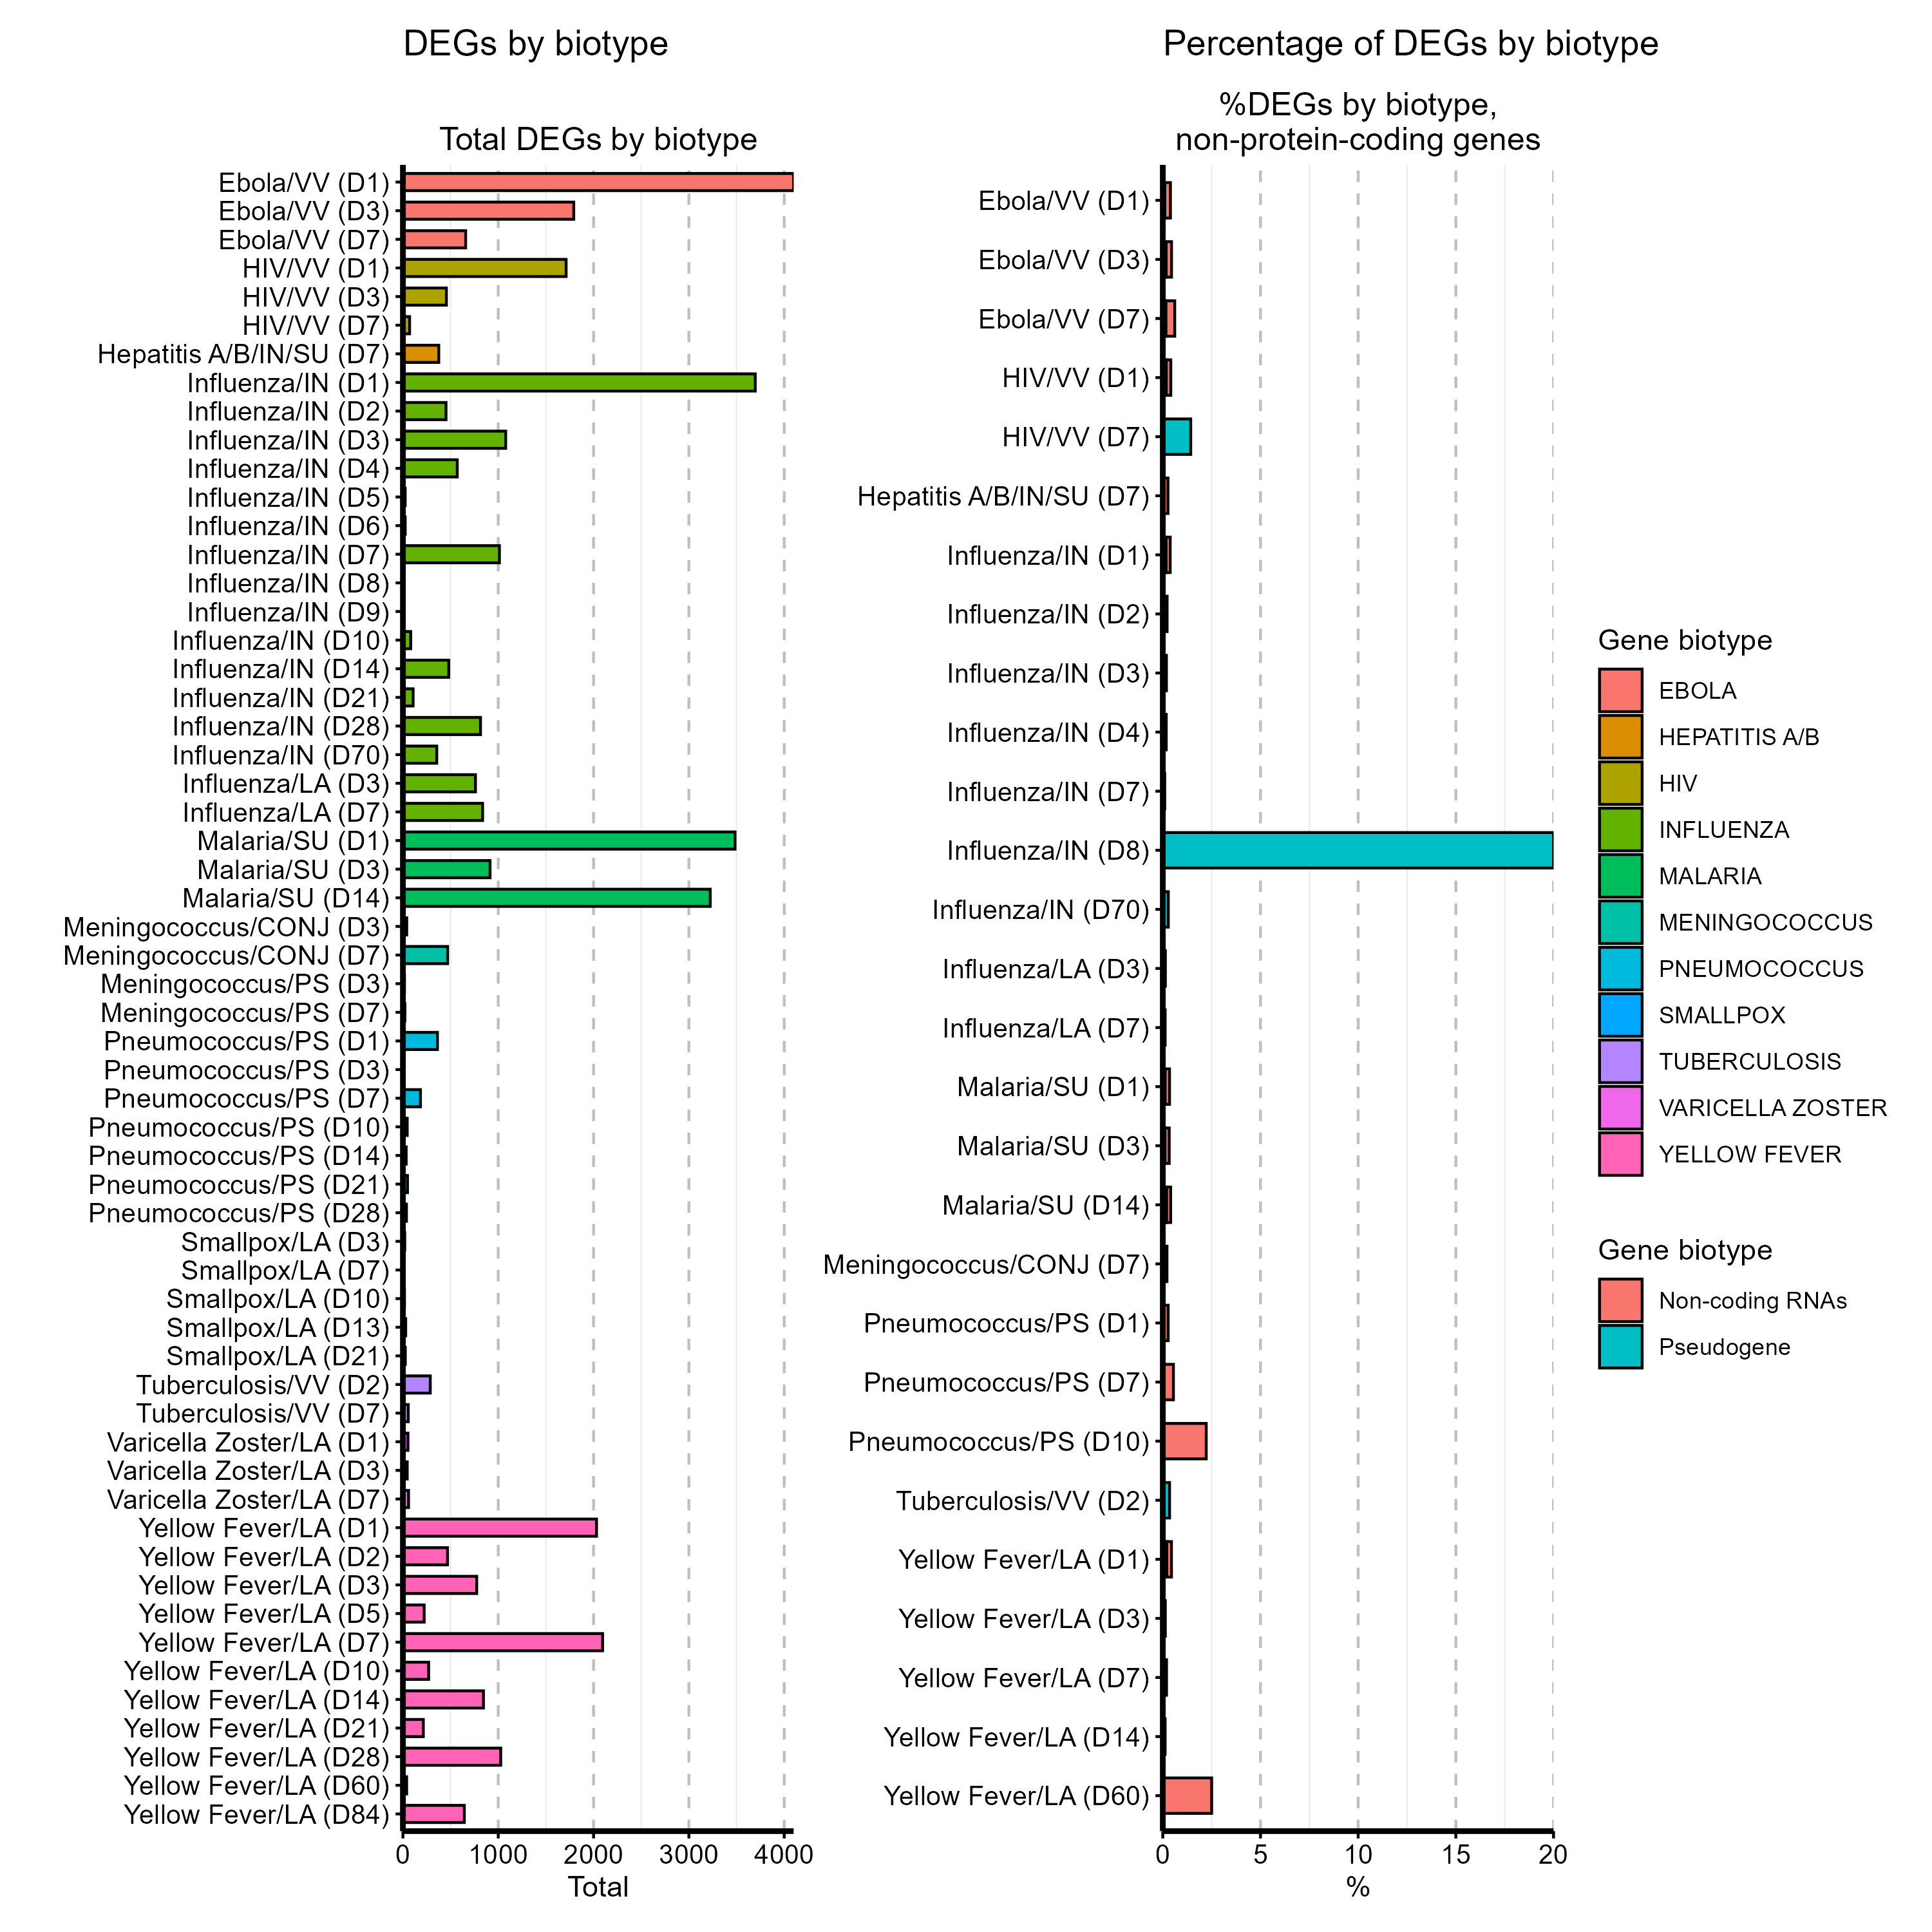 DEGs by biotype
Total DEGs by biotype
Ebola/VV (D1)
Ebola/VV (D3)
Ebola/VV (D7)
HIV/VV (D1)
HIV/VV (D3)
HIV/VV (D7)
Hepatitis A/B/IN/SU (D7)
Influenza/IN (D1)
Influenza/IN (D2)
Influenza/IN (D3)
Influenza/IN (D4)
Influenza/IN (D5)
Influenza/IN (D6)
Influenza/IN (D7)
Influenza/IN (D8)
Influenza/IN (D9)
Influenza/IN (D10)
Influenza/IN (D14)
Influenza/IN (D21)
Influenza/IN (D28)
Influenza/IN (D70)
Influenza/LA (D3)
Influenza/LA (D7)
Malaria/SU (D1)
Malaria/SU (D3)
Malaria/SU (D14)
Meningococcus/CONJ (D3)
Meningococcus/CONJ (D7)
Meningococcus/PS (D3)
Meningococcus/PS (D7)
Pneumococcus/PS (D1)
Pneumococcus/PS (D3)
Pneumococcus/PS (D7)
Pneumococcus/PS (D10)
Pneumococcus/PS (D14)
Pneumococcus/PS (D21)
Pneumococcus/PS (D28)
Smallpox/LA (D3)
Smallpox/LA (D7)
Smallpox/LA (D10)
Smallpox/LA (D13)
Smallpox/LA (D21)
Tuberculosis/VV (D2)
Tuberculosis/VV (D7)
Varicella Zoster/LA (D1)
Varicella Zoster/LA (D3)
Varicella Zoster/LA (D7)
Yellow Fever/LA (D1)
Yellow Fever/LA (D2)
Yellow Fever/LA (D3)
Yellow Fever/LA (D5)
Yellow Fever/LA (D7)
Yellow Fever/LA (D10)
Yellow Fever/LA (D14)
Yellow Fever/LA (D21)
Yellow Fever/LA (D28)
Yellow Fever/LA (D60)
Yellow Fever/LA (D84)
0 1000 2000 3000 4000
Total
Percentage of DEGs by biotype
%DEGs by biotype,
non-protein-coding genes
Ebola/VV (D1)
Ebola/VV (D3)
Ebola/VV (D7)
HIV/VV (D1)
HIV/VV (D7)
Hepatitis A/B/IN/SU (D7)
Influenza/IN (D1)
Influenza/IN (D2)
Influenza/IN (D3)
Influenza/IN (D4)
Influenza/IN (D7)
Influenza/IN (D8)
Influenza/IN (D70)
Influenza/LA (D3)
Influenza/LA (D7)
Malaria/SU (D1)
Malaria/SU (D3)
Malaria/SU (D14)
Meningococcus/CONJ (D7)
Pneumococcus/PS (D1)
Pneumococcus/PS (D7)
Pneumococcus/PS (D10)
Tuberculosis/VV (D2)
Yellow Fever/LA (D1)
Yellow Fever/LA (D3)
Yellow Fever/LA (D7)
Yellow Fever/LA (D14)
Yellow Fever/LA (D60)
0 5 10 15 20
%
Gene biotype
EBOLA
HEPATITIS A/B
HIV
INFLUENZA
MALARIA
MENINGOCOCCUS
PNEUMOCOCCUS
SMALLPOX
TUBERCULOSIS
VARICELLA ZOSTER
YELLOW FEVER
Gene biotype
Non-coding RNAs
Pseudogene